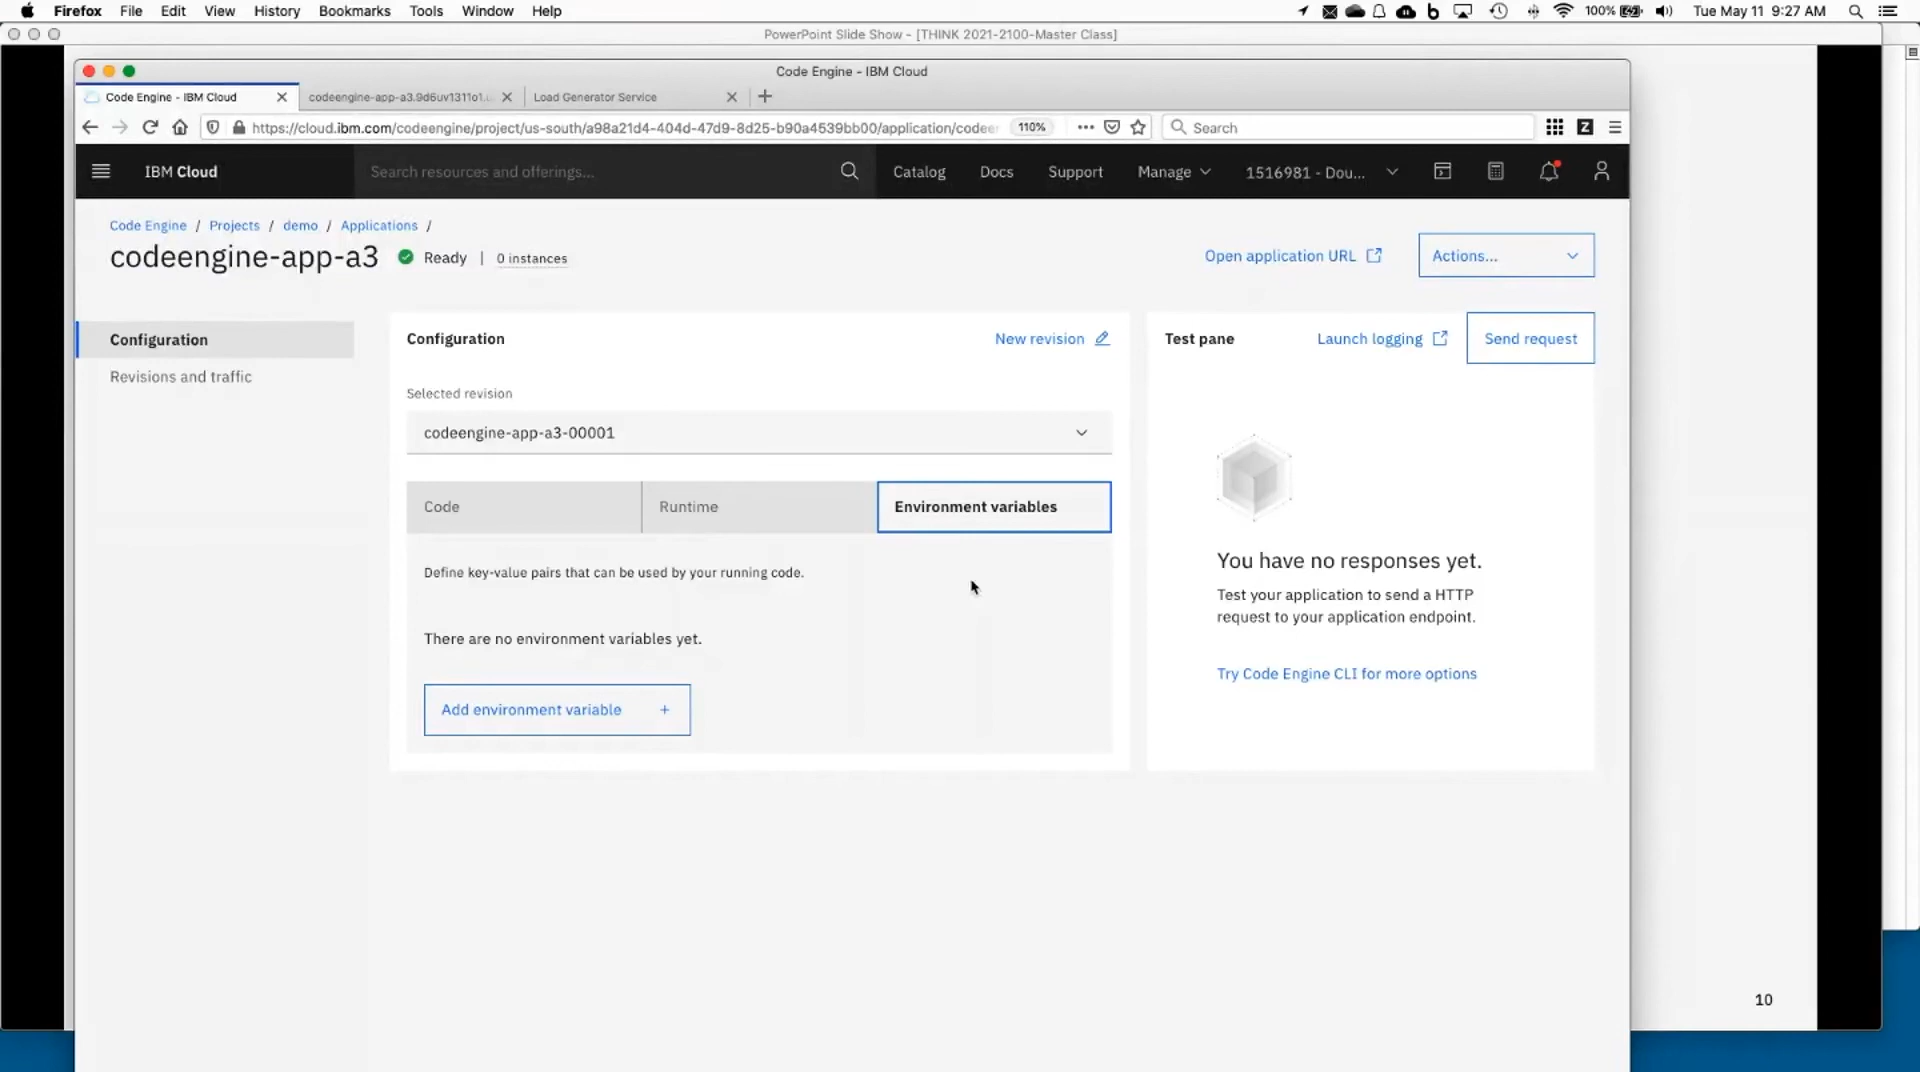 Firefox File Edit View History Bookmarks Tools Window Help 100% Tue May 11 9:27 AM
PowerPoint Slide Show - [THINK 2021-2100-Master Class]
Code Engine - IBM Cloud
Code Engine - IBM Cloud codeengine-app-a3.9d6uv1311o1.u Load Generator Service
https://cloud.ibm.com/codeengine/project/us-south/a98a21d4-404d-47d9-8d25-b90a4539bb00/application/codeer 110% Search
IBM Cloud Search resources and offerings... Catalog Docs Support Manage 1516981 - Dou...
Code Engine / Projects / demo / Applications /
codeengine-app-a3 Ready | 0 instances Open application URL Actions...
Configuration
Revisions and traffic
Configuration New revision
Selected revision
codeengine-app-a3-00001
Code Runtime Environment variables
Define key-value pairs that can be used by your running code.
There are no environment variables yet.
Add environment variable +
Test pane Launch logging Send request
You have no responses yet.
Test your application to send a HTTP
request to your application endpoint.
Try Code Engine CLI for more options
10